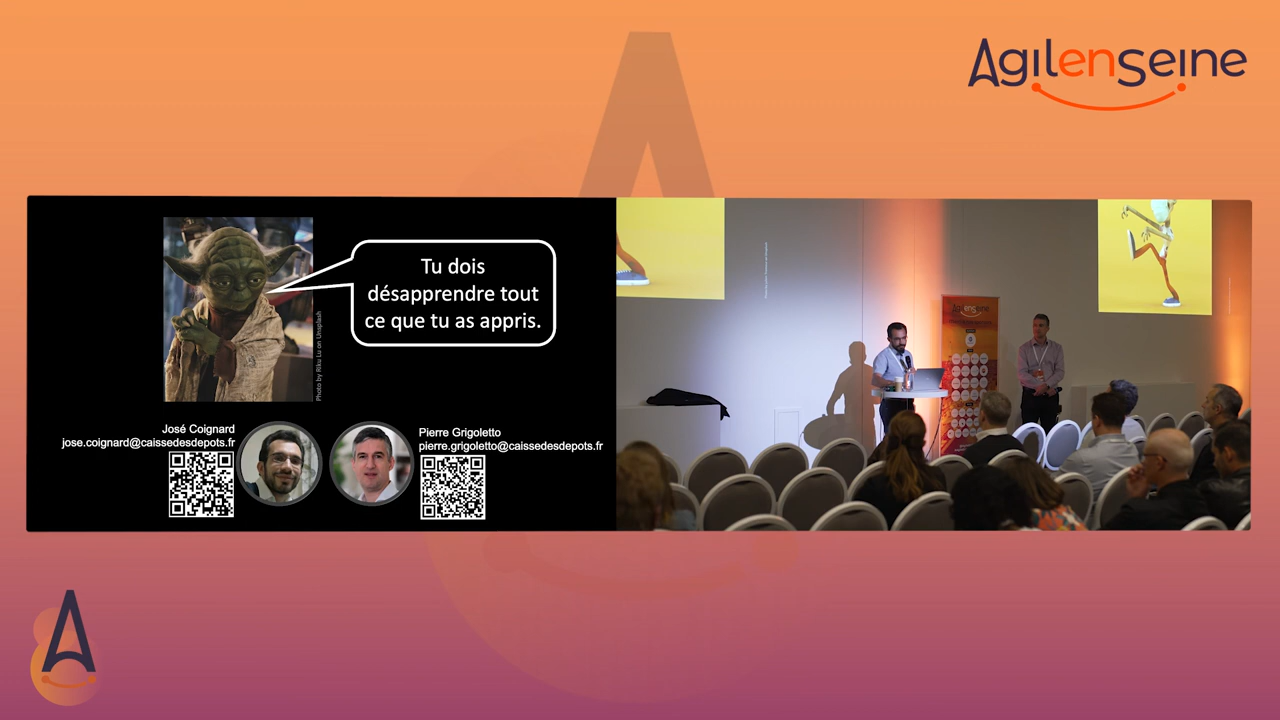 AgilenSeine
Tu dois
désapprendre tout
ce que tu as appris.
Photo by Riku Lu on Unsplash
José Coignard
jose.coignard@caissedesdepots.fr
Pierre Grigoletto
pierre.grigoletto@caissedesdepots.fr
AgilenSeine